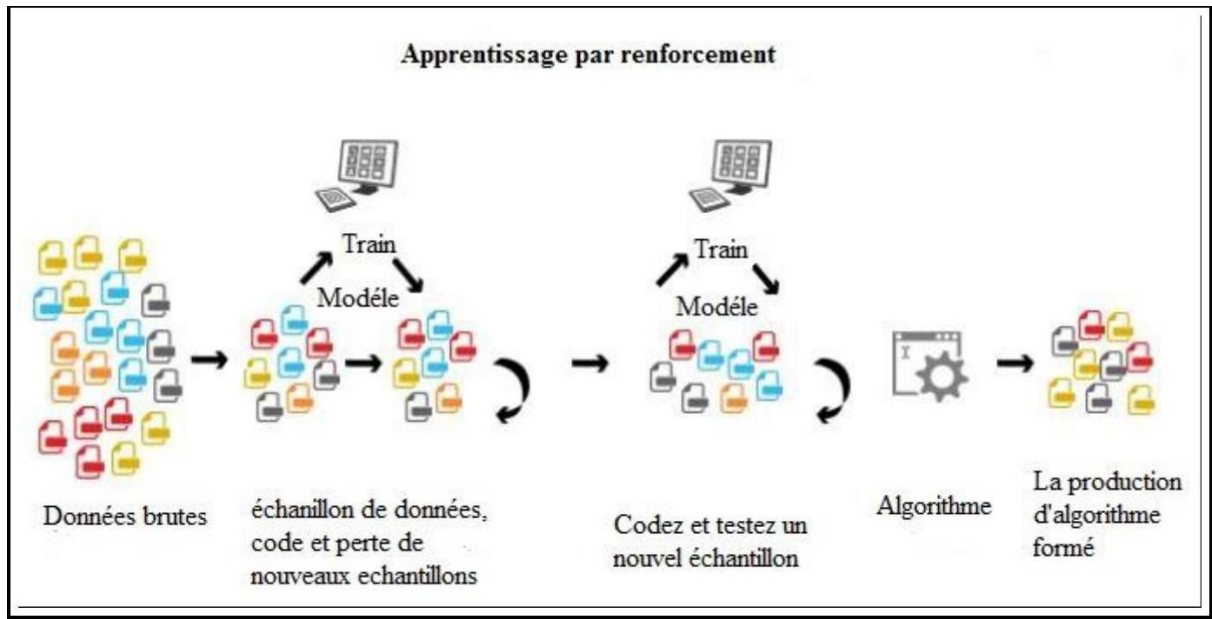 Apprentissage par renforcement
Train
Modéle
Train
Modéle
Données brutes
échanillon de données,
code et perte de
nouveaux echantillons
Codez et testez un
nouvel échantillon
Algorithme
La production
d'algorithme
formé